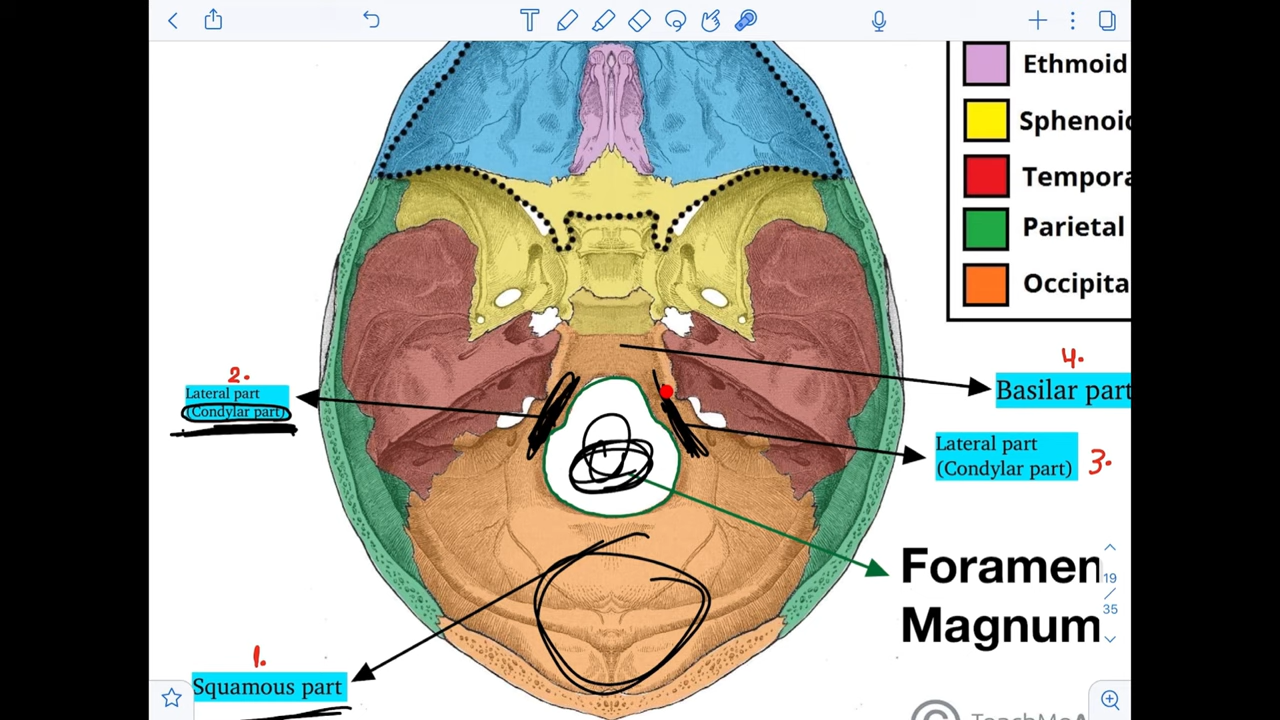 Ethmoid
Sphenoid
Tempora
Parietal
Occipita
2.
Lateral part
(Condylar part)
4.
Basilar part
Lateral part
(Condylar part)
3.
Foramen
Magnum
19
/
35
1.
Squamous part
© TeachMeA